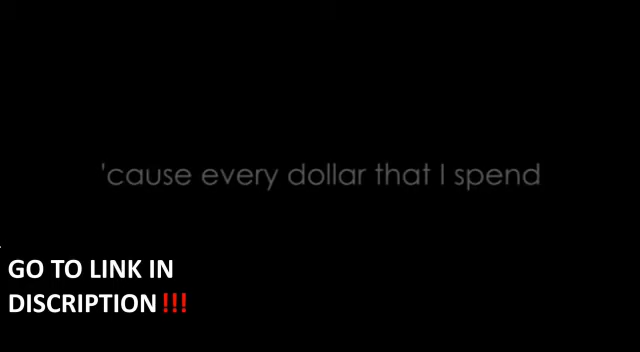 'cause every dollar that I spend
GO TO LINK IN
DISCRIPTION !!!